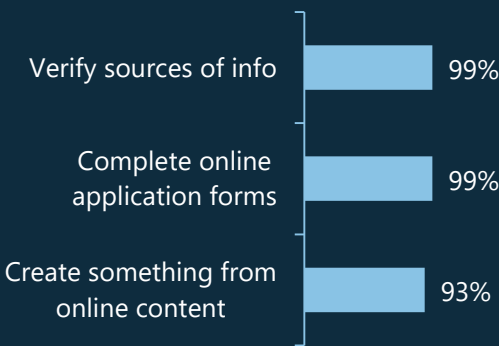 Verify sources of info
99%
Complete online
application forms
99%
Create something from
online content
93%